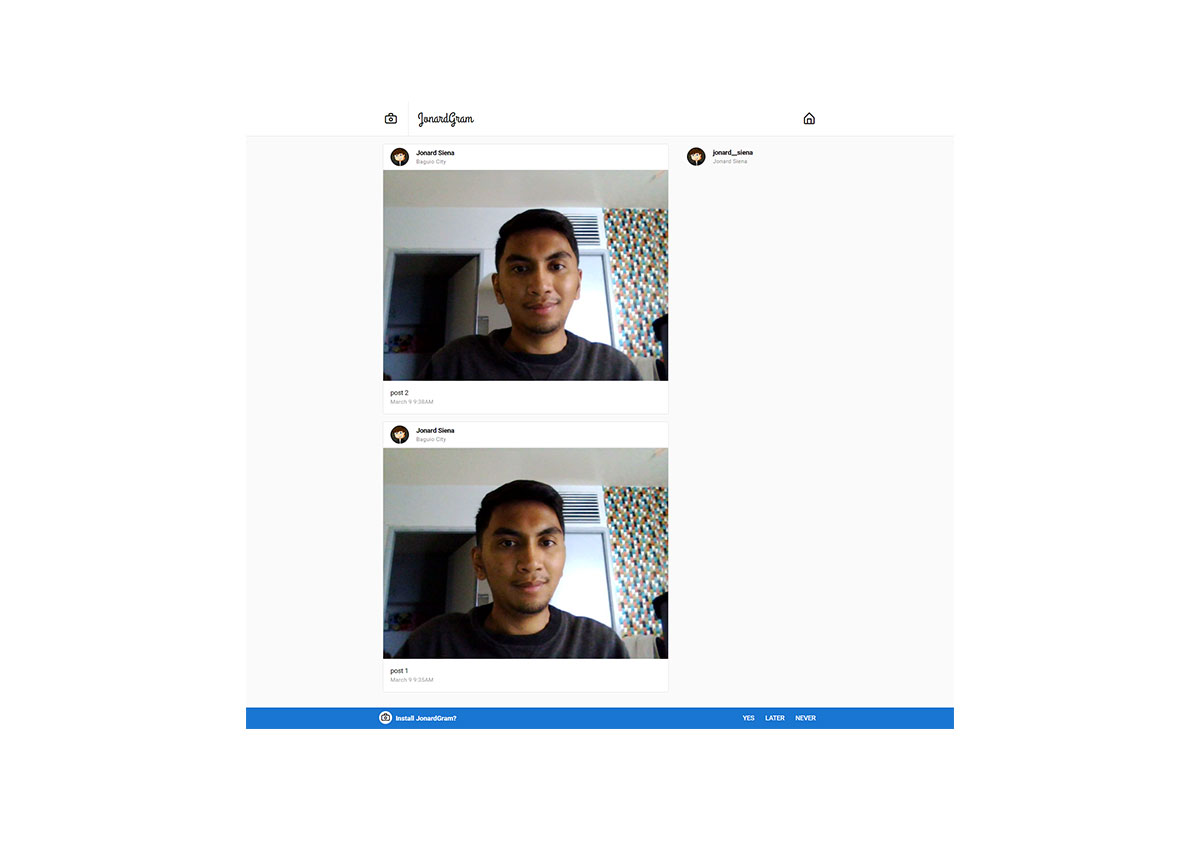 JonardGram
Jonard Siena
Baguio City
jonard__siena
Jonard Siena
post 2
March 9 9:38AM
Jonard Siena
Baguio City
post 1
March 9 9:35AM
Install JonardGram?
YES LATER NEVER